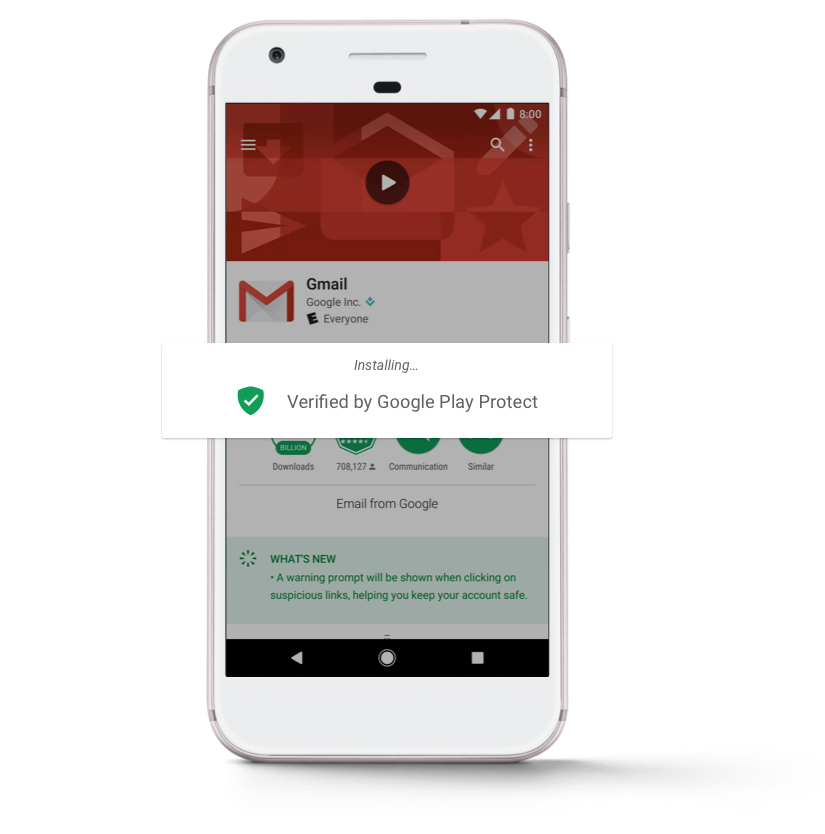 8:00
Gmail
Google Inc.
E Everyone
Installing...
Verified by Google Play Protect
BILLION
Downloads 708,127 Communication Similar
Email from Google
WHAT'S NEW
• A warning prompt will be shown when clicking on
suspicious links, helping you keep your account safe.